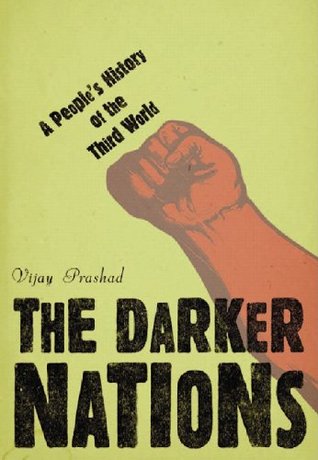 A People's History
of the
Third World
Vijay Prashad
THE DARKER
NATIONS